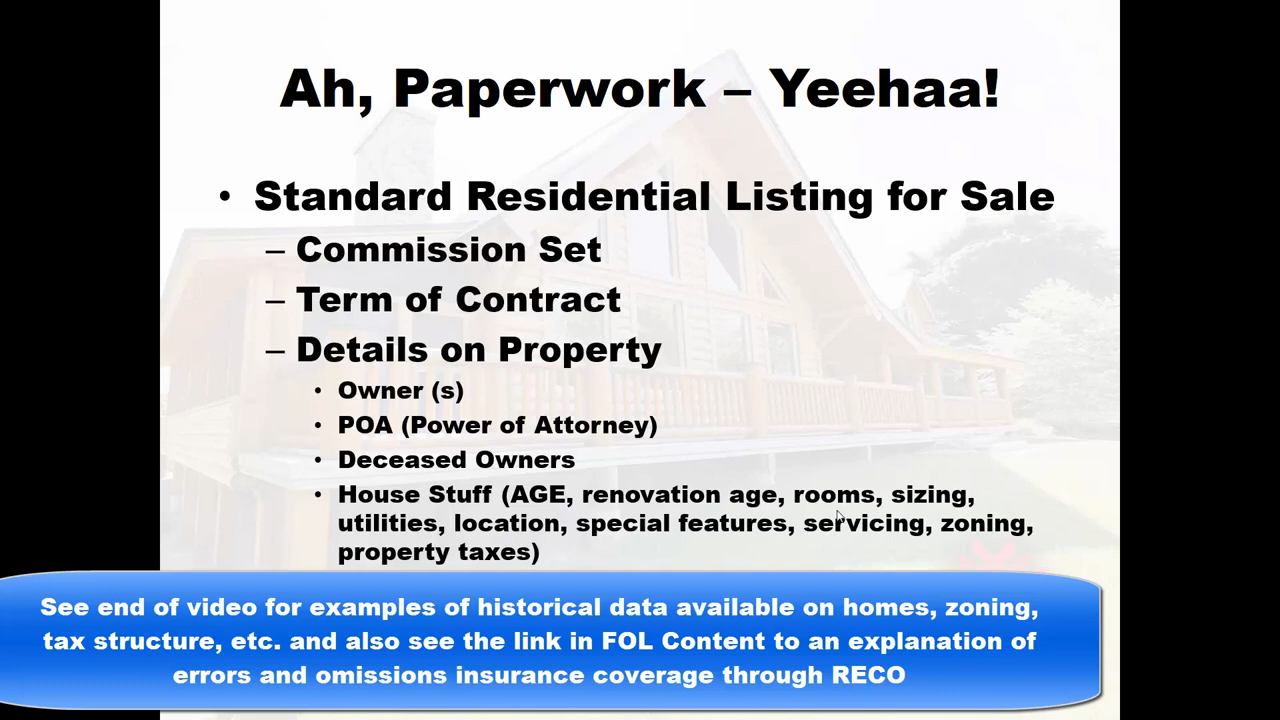 Ah, Paperwork – Yeehaa!
• Standard Residential Listing for Sale
– Commission Set
– Term of Contract
– Details on Property
• Owner (s)
• POA (Power of Attorney)
• Deceased Owners
• House Stuff (AGE, renovation age, rooms, sizing,
utilities, location, special features, servicing, zoning,
property taxes)
See end of video for examples of historical data available on homes, zoning,
tax structure, etc. and also see the link in FOL Content to an explanation of
errors and omissions insurance coverage through RECO